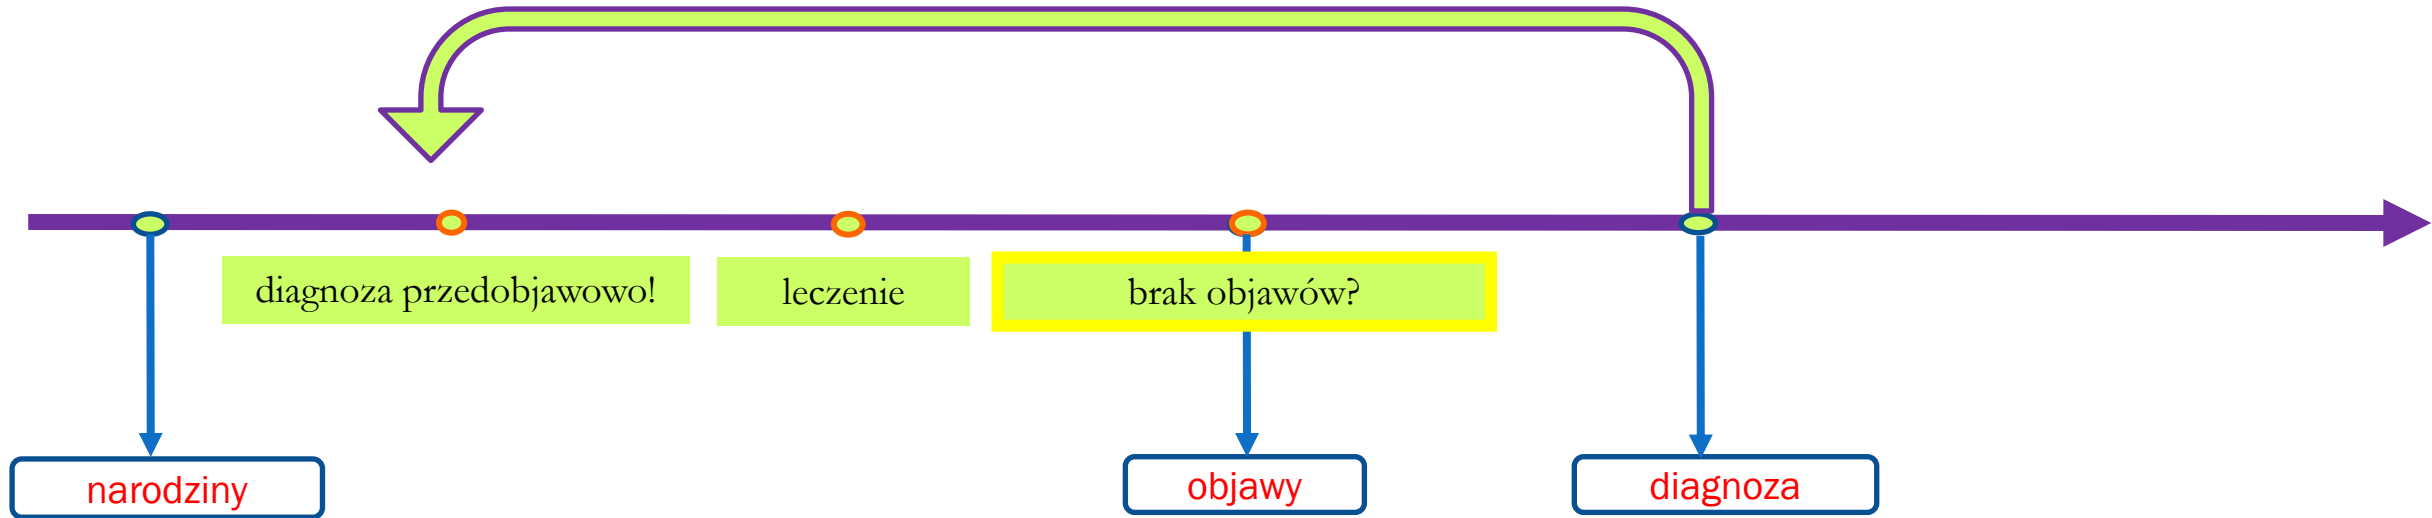 diagnoza przedobjawowo!
leczenie
brak objawów?
narodziny
objawy
diagnoza